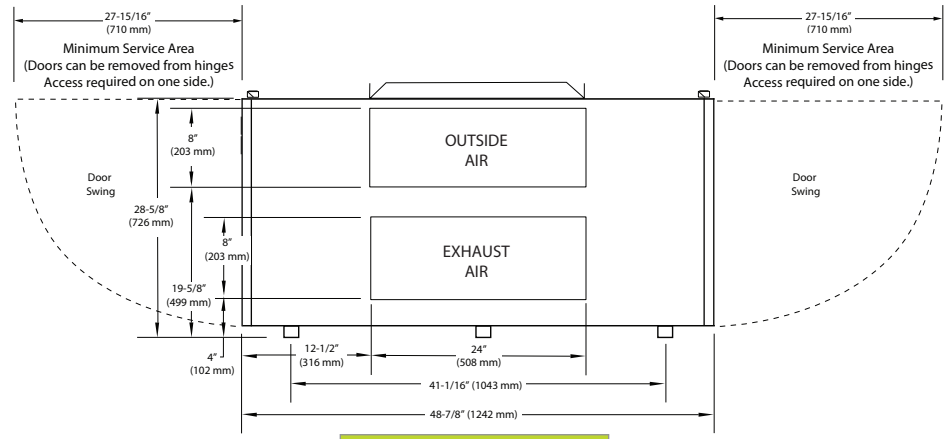 27-15/16"
(710 mm)
Minimum Service Area
(Doors can be removed from hinges
Access required on one side.)
27-15/16"
(710 mm)
Minimum Service Area
(Doors can be removed from hinges
Access required on one side.)
8"
(203 mm)
OUTSIDE
AIR
Door
Swing
Door
Swing
28-5/8"
(726 mm)
8"
(203 mm)
EXHAUST
AIR
19-5/8"
(499 mm)
4"
(102 mm)
12-1/2"
(316 mm)
24"
(508 mm)
41-1/16" (1043 mm)
48-7/8" (1242 mm)